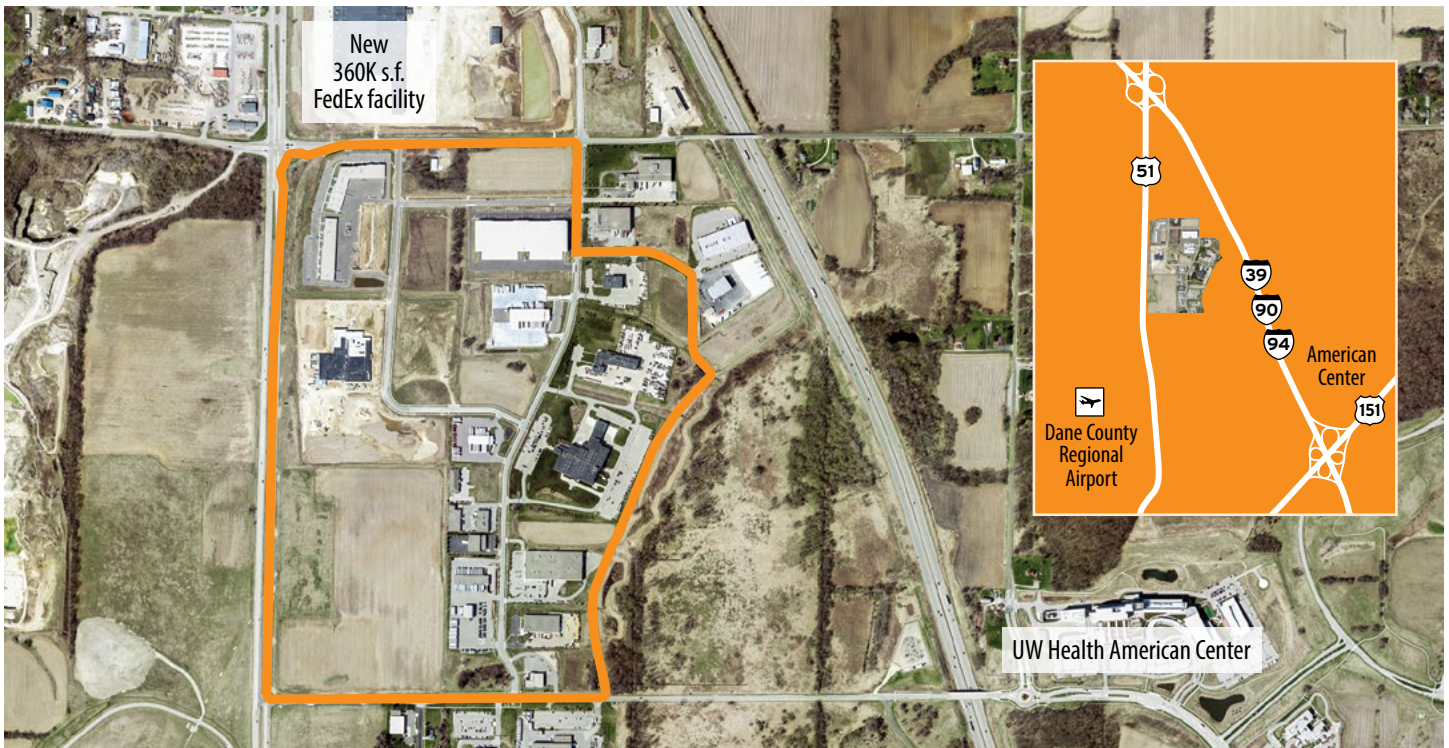 New
360K s.f.
FedEx facility
51
39
90
94
American
Center
151
Dane County
Regional
Airport
UW Health American Center